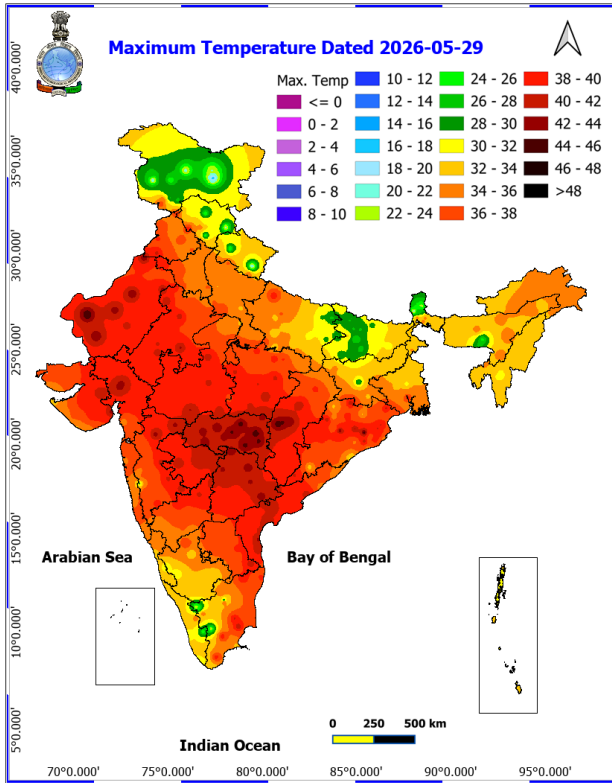 Maximum Temperature Dated 2026-05-29
Max. Temp
<= 0
0 - 2
2 - 4
4 - 6
6 - 8
8 - 10
10 - 12
12 - 14
14 - 16
16 - 18
18 - 20
20 - 22
22 - 24
24 - 26
26 - 28
28 - 30
30 - 32
32 - 34
34 - 36
36 - 38
38 - 40
40 - 42
42 - 44
44 - 46
46 - 48
>48
40°0.000'
35°0.000'
30°0.000'
25°0.000'
20°0.000'
15°0.000'
10°0.000'
5°0.000'
Arabian Sea
Bay of Bengal
Indian Ocean
0 250 500 km
70°0.000' 75°0.000' 80°0.000' 85°0.000' 90°0.000' 95°0.000'